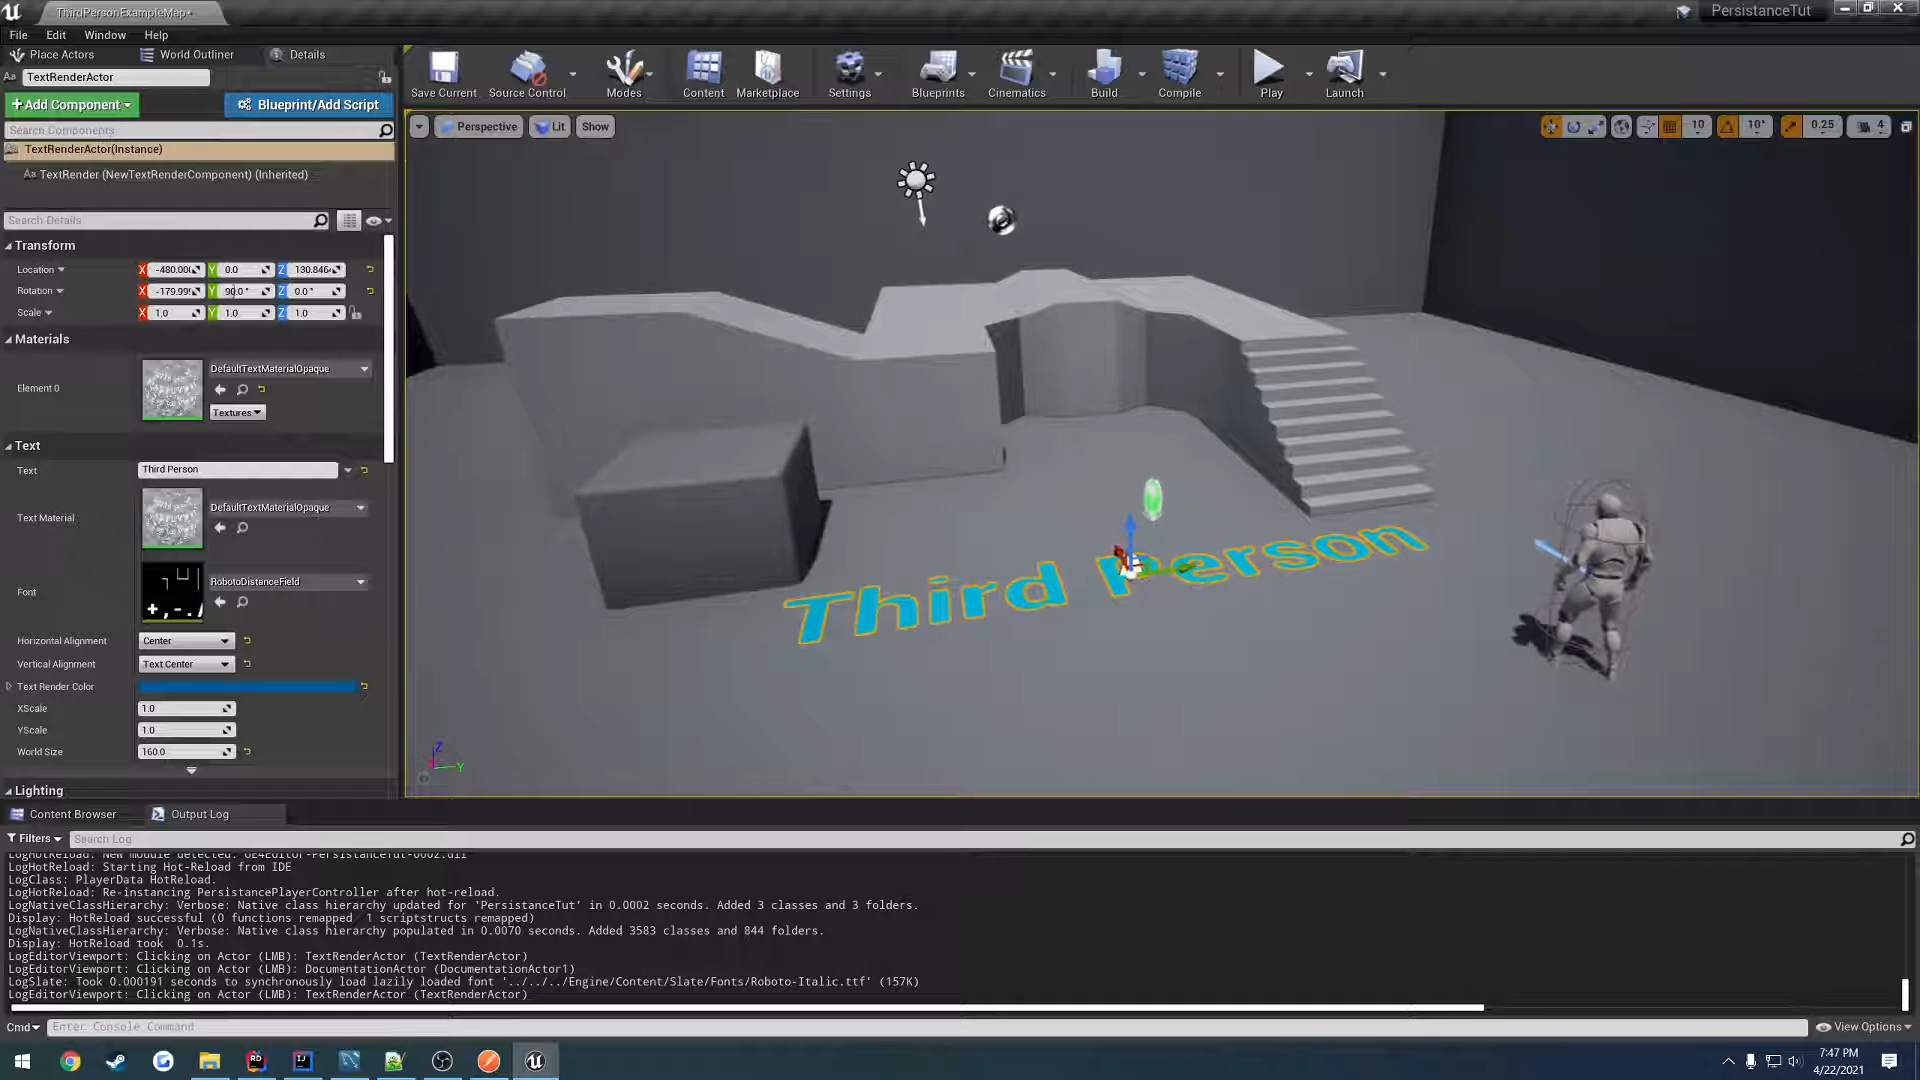 ThirdPersonExampleMap*
PersistanceTut
File Edit Window Help
Place Actors World Outliner Details
TextRenderActor
Add Component Blueprint/Add Script
Search Components
TextRenderActor(Instance)
TextRender (NewTextRenderComponent) (Inherited)
Search Details
Transform
Location X -480.00 Y 0.0 Z 130.846
Rotation X -179.99 Y 90.0° Z 0.0°
Scale X 1.0 Y 1.0 Z 1.0
Materials
Element 0
DefaultTextMaterialOpaque
Textures
Text
Text Third Person
Text Material DefaultTextMaterialOpaque
Font RobotoDistanceField
Horizontal Alignment Center
Vertical Alignment Text Center
Text Render Color
XScale 1.0
YScale 1.0
World Size 160.0
Lighting
Save Current Source Control Modes Content Marketplace Settings Blueprints Cinematics Build Compile Play Launch
Perspective Lit Show
10 10° 0.25 4
Third Person
Z
Y
Content Browser Output Log
Filters Search Log
LogHotReload: New module detected: UE4Editor-PersistanceTut-0002.dll
LogHotReload: Starting Hot-Reload from IDE
LogClass: PlayerData HotReload.
LogHotReload: Re-instancing PersistancePlayerController after hot-reload.
LogNativeClassHierarchy: Verbose: Native class hierarchy updated for 'PersistanceTut' in 0.0002 seconds. Added 3 classes and 3 folders.
Display: HotReload successful (0 functions remapped 1 scriptstructs remapped)
LogNativeClassHierarchy: Verbose: Native class hierarchy populated in 0.0070 seconds. Added 3583 classes and 844 folders.
Display: HotReload took 0.1s.
LogEditorViewport: Clicking on Actor (LMB): TextRenderActor (TextRenderActor)
LogEditorViewport: Clicking on Actor (LMB): DocumentationActor (DocumentationActor1)
LogSlate: Took 0.000191 seconds to synchronously load lazily loaded font '../../../Engine/Content/Slate/Fonts/Roboto-Italic.ttf' (157K)
LogEditorViewport: Clicking on Actor (LMB): TextRenderActor (TextRenderActor)
Cmd Enter Console Command View Options
7:47 PM
4/22/2021